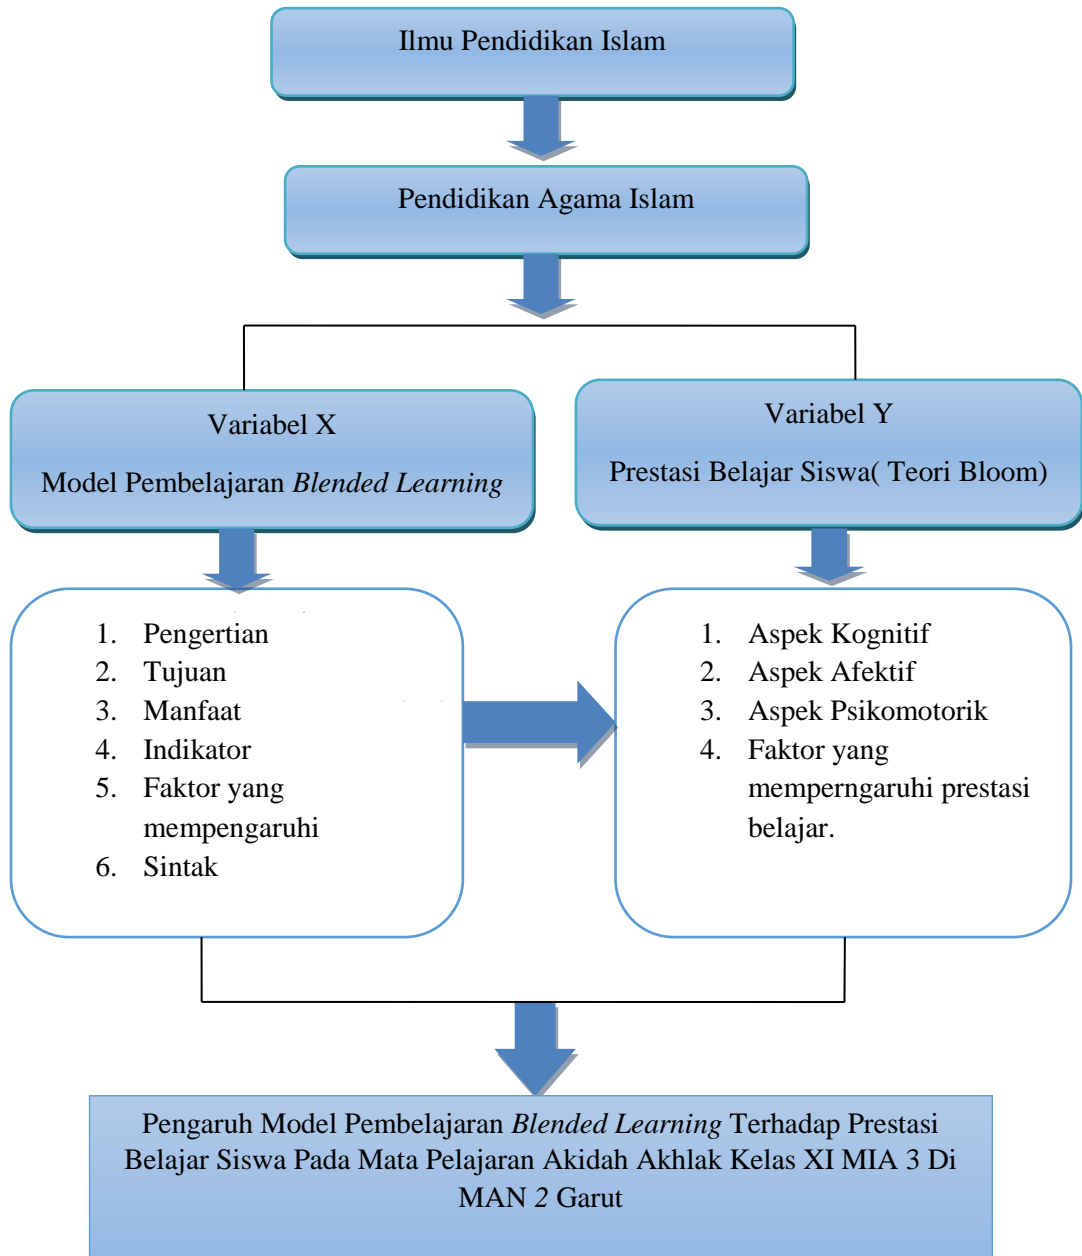 Ilmu Pendidikan Islam
Pendidikan Agama Islam
Variabel X
Model Pembelajaran Blended Learning
Variabel Y
Prestasi Belajar Siswa( Teori Bloom)
1. Pengertian
2. Tujuan
3. Manfaat
4. Indikator
5. Faktor yang
mempengaruhi
6. Sintak
1. Aspek Kognitif
2. Aspek Afektif
3. Aspek Psikomotorik
4. Faktor yang
memperngaruhi prestasi
belajar.
Pengaruh Model Pembelajaran Blended Learning Terhadap Prestasi
Belajar Siswa Pada Mata Pelajaran Akidah Akhlak Kelas XI MIA 3 Di
MAN 2 Garut